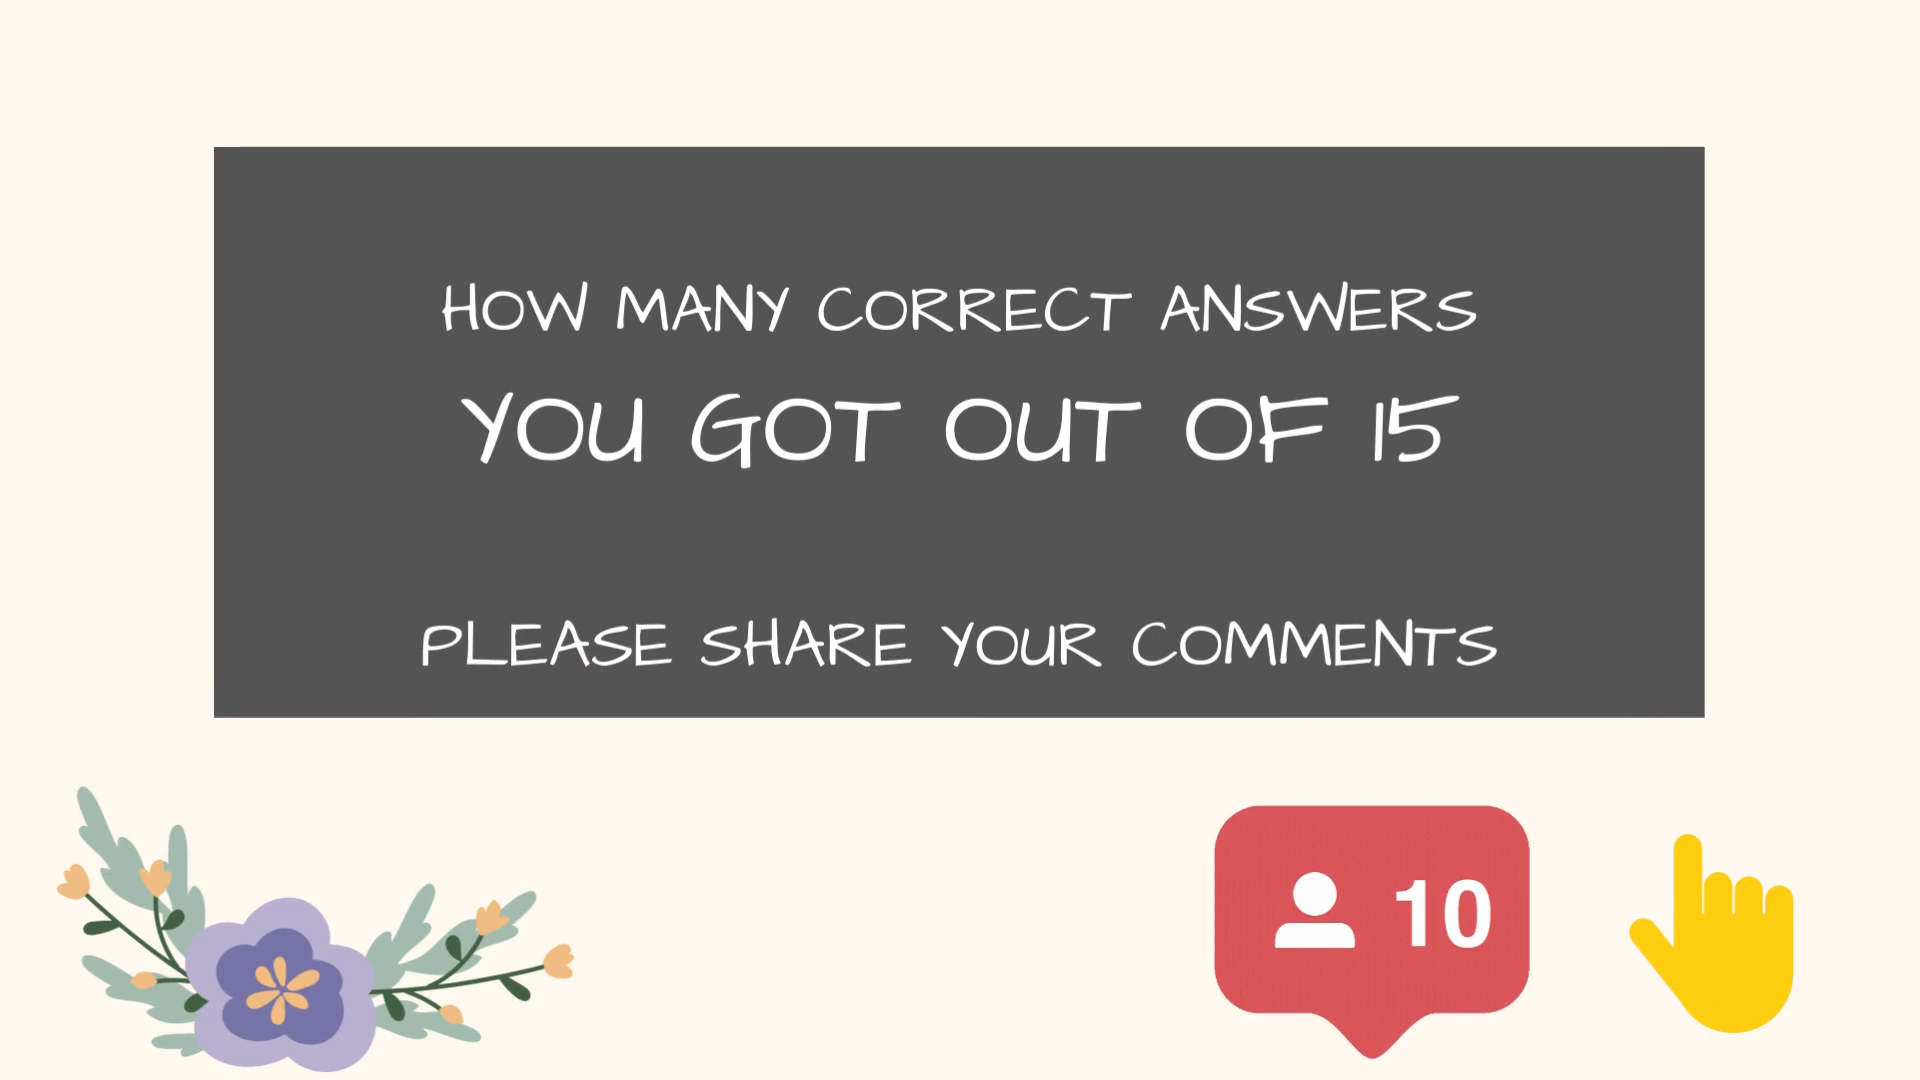 HOW MANY CORRECT ANSWERS
YOU GOT OUT OF 15
PLEASE SHARE YOUR COMMENTS
10